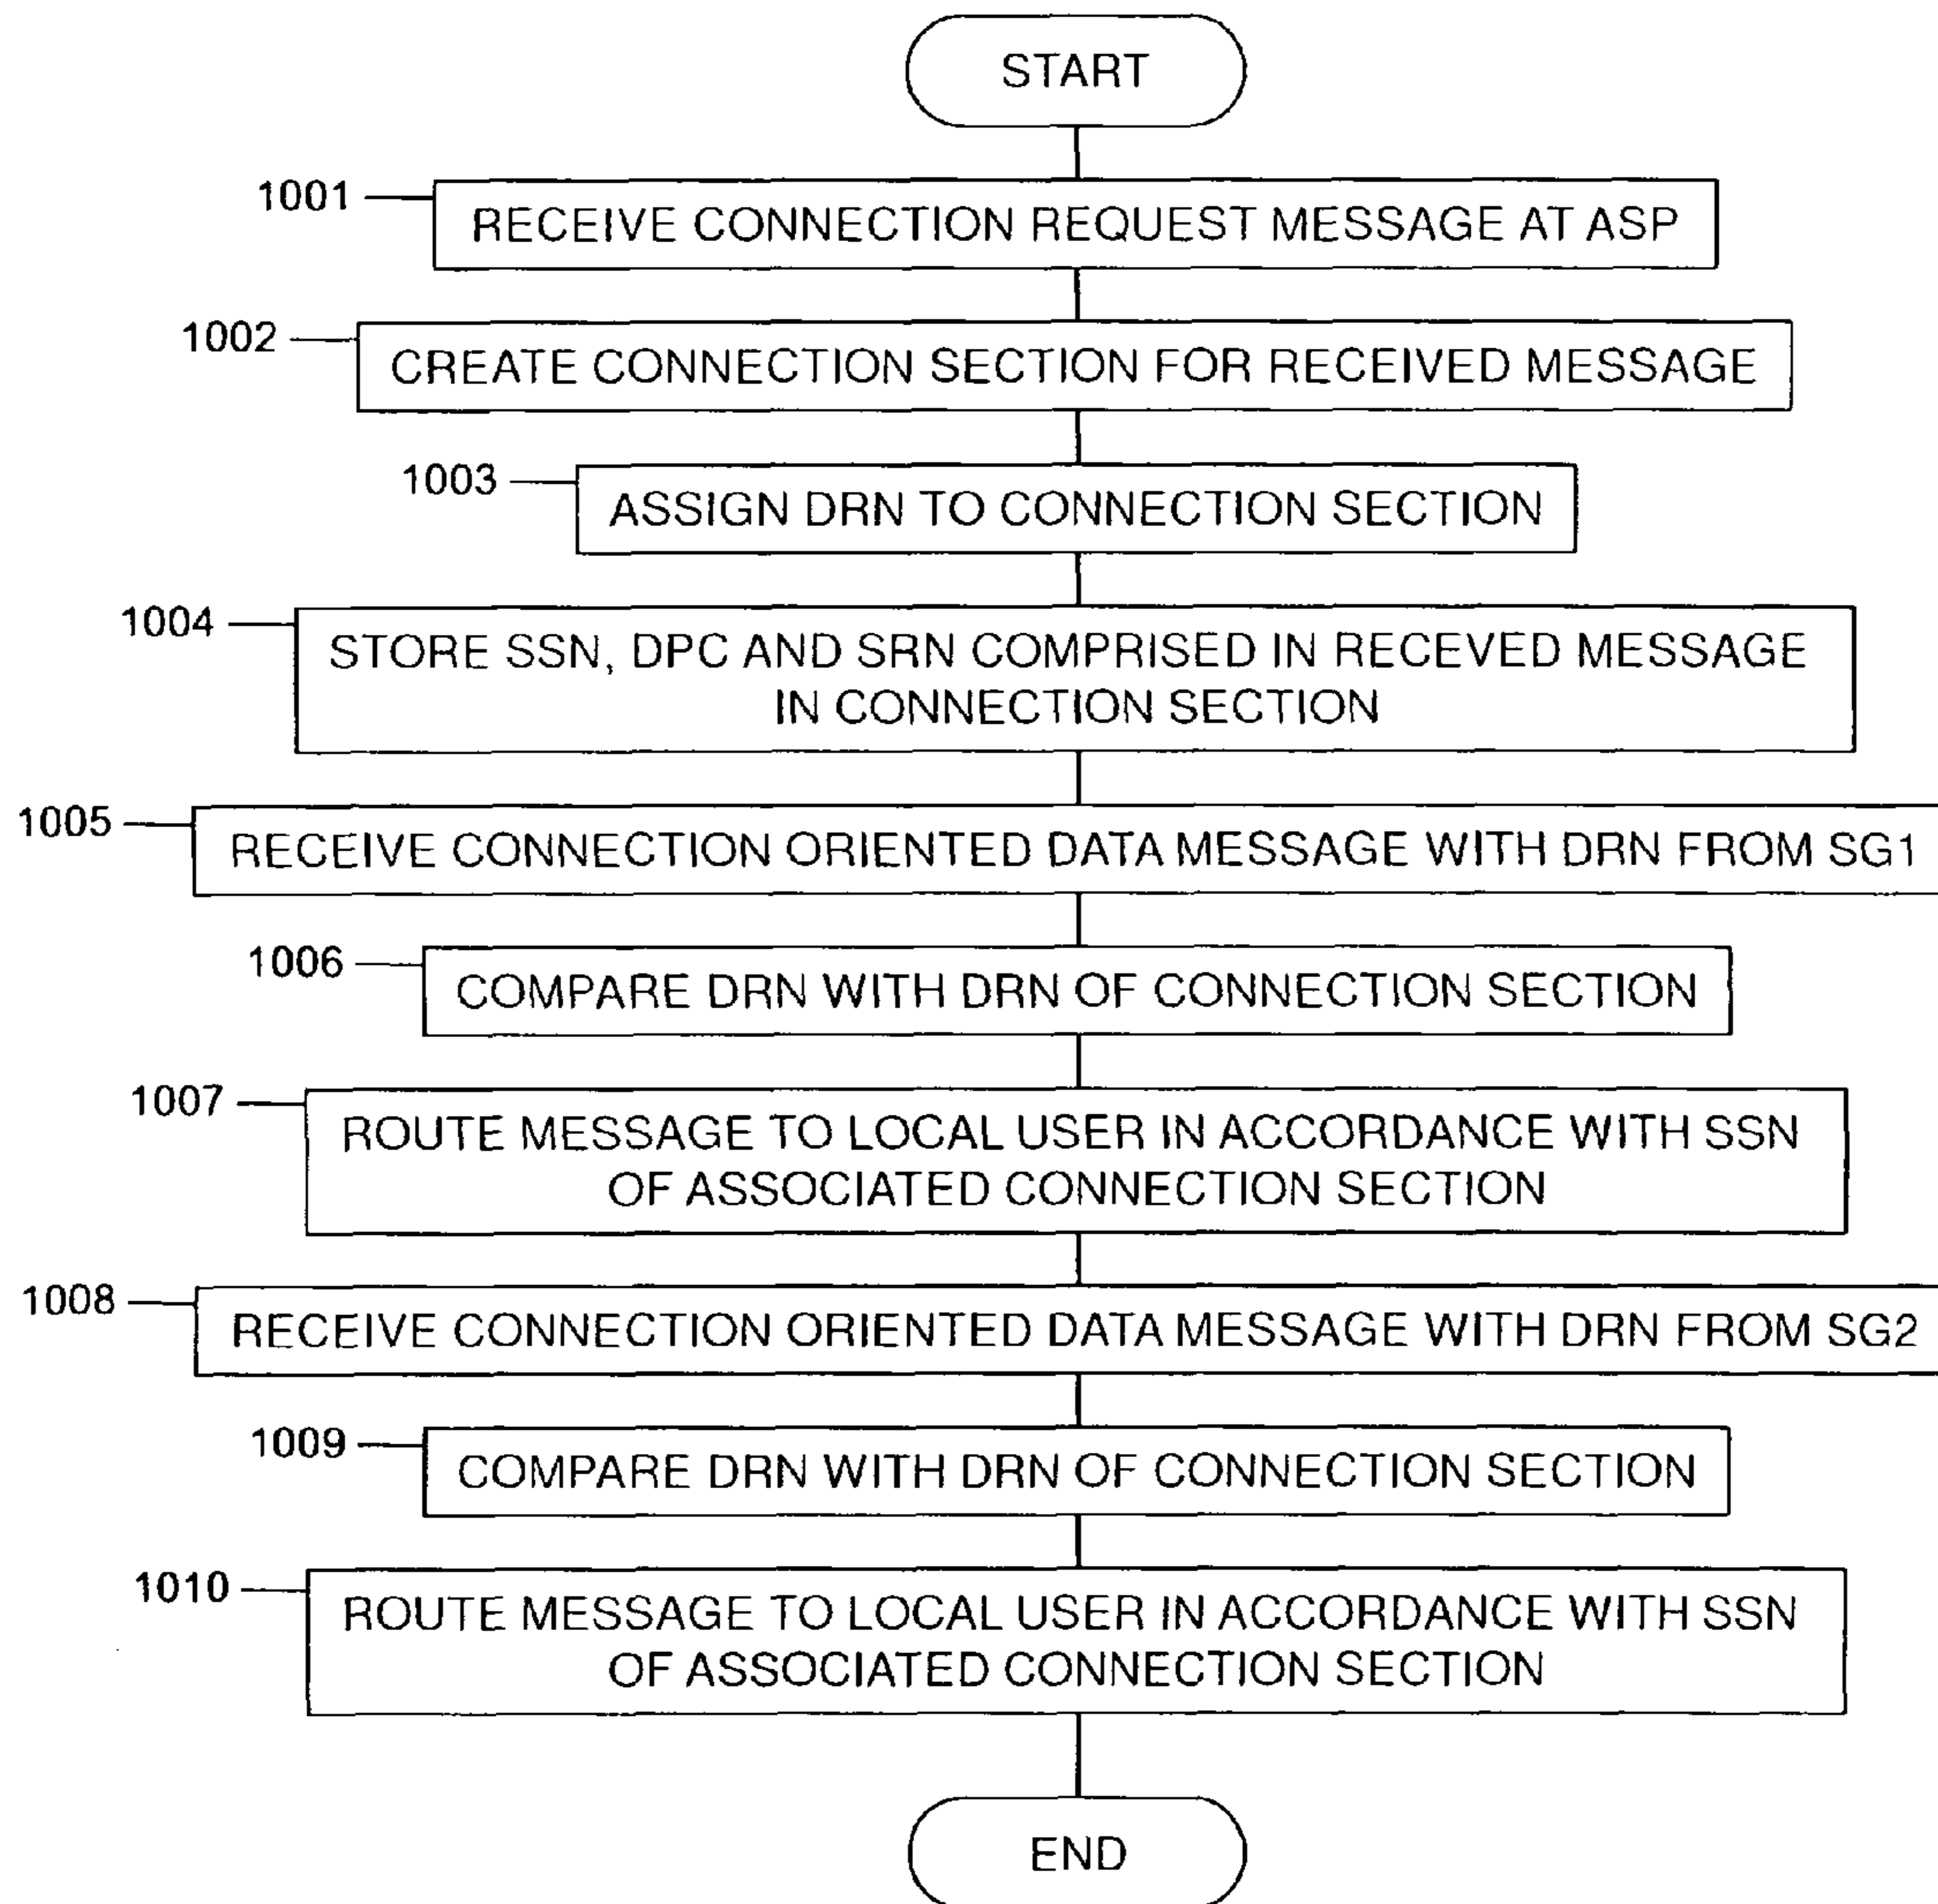 START
1001
RECEIVE CONNECTION REQUEST MESSAGE AT ASP
1002
CREATE CONNECTION SECTION FOR RECEIVED MESSAGE
1003
ASSIGN DRN TO CONNECTION SECTION
1004
STORE SSN, DPC AND SRN COMPRISED IN RECEVED MESSAGE
IN CONNECTION SECTION
1005
RECEIVE CONNECTION ORIENTED DATA MESSAGE WITH DRN FROM SG1
1006
COMPARE DRN WITH DRN OF CONNECTION SECTION
1007
ROUTE MESSAGE TO LOCAL USER IN ACCORDANCE WITH SSN
OF ASSOCIATED CONNECTION SECTION
1008
RECEIVE CONNECTION ORIENTED DATA MESSAGE WITH DRN FROM SG2
1009
COMPARE DRN WITH DRN OF CONNECTION SECTION
1010
ROUTE MESSAGE TO LOCAL USER IN ACCORDANCE WITH SSN
OF ASSOCIATED CONNECTION SECTION
END